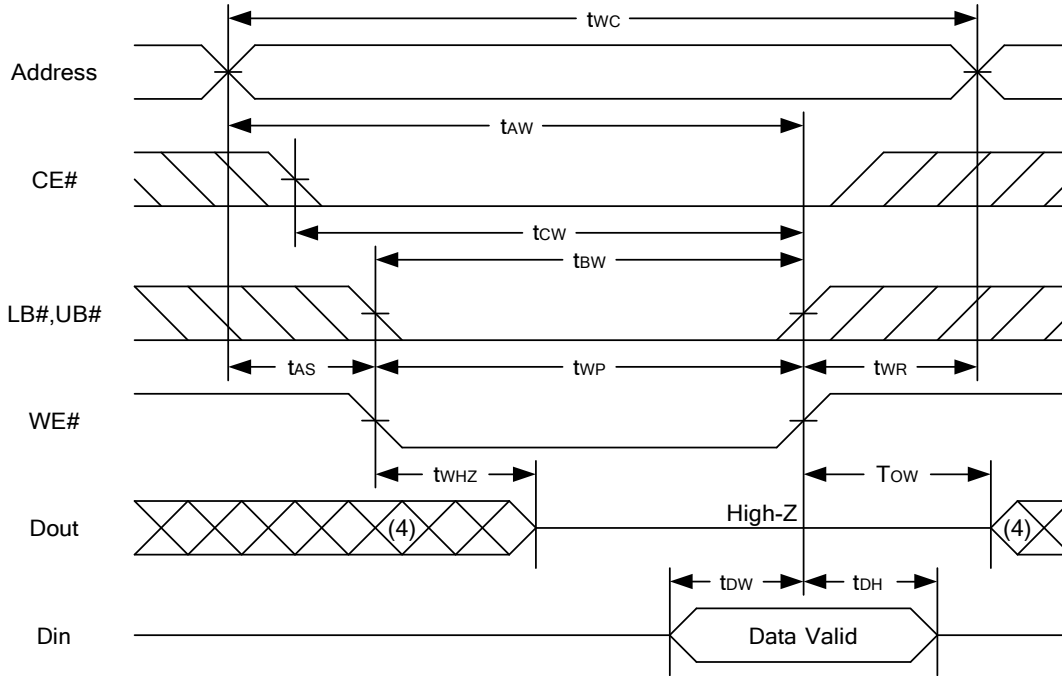 tWC
Address
tAW
CE#
tCW
tBW
LB#,UB#
tAS
tWP
tWR
WE#
tWHZ
TOW
Dout
(4)
High-Z
(4)
tDW
tDH
Din
Data Valid